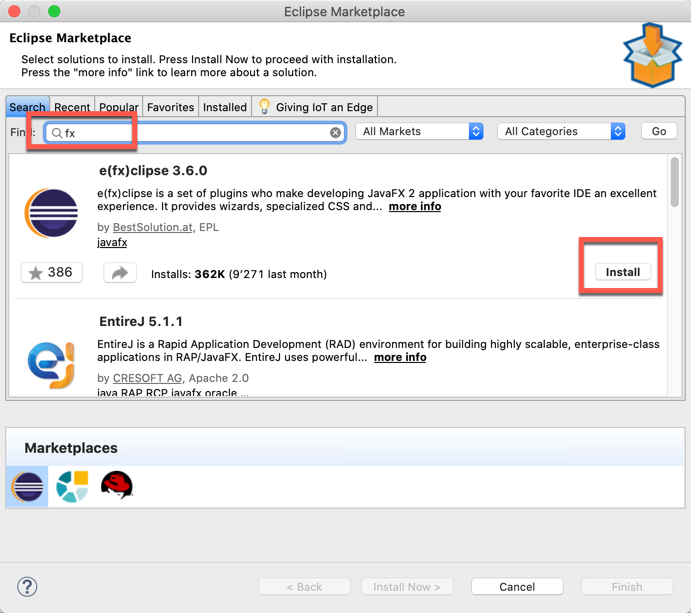 Eclipse Marketplace
Eclipse Marketplace
Select solutions to install. Press Install Now to proceed with installation.
Press the "more info" link to learn more about a solution.
Search Recent Popular Favorites Installed Giving IoT an Edge
Find: fx All Markets All Categories Go
e(fx)clipse 3.6.0
e(fx)clipse is a set of plugins who make developing JavaFX 2 application with your favorite IDE an excellent
experience. It provides wizards, specialized CSS and... more info
by BestSolution.at, EPL
javafx
386 Installs: 362K (9'271 last month) Install
EntireJ 5.1.1
EntireJ is a Rapid Application Development (RAD) environment for building highly scalable, enterprise-class
applications in RAP/JavaFX. EntireJ uses powerful... more info
by CRESOFT AG, Apache 2.0
java RAP RCP javafx oracle ...
Marketplaces
? < Back Install Now > Cancel Finish